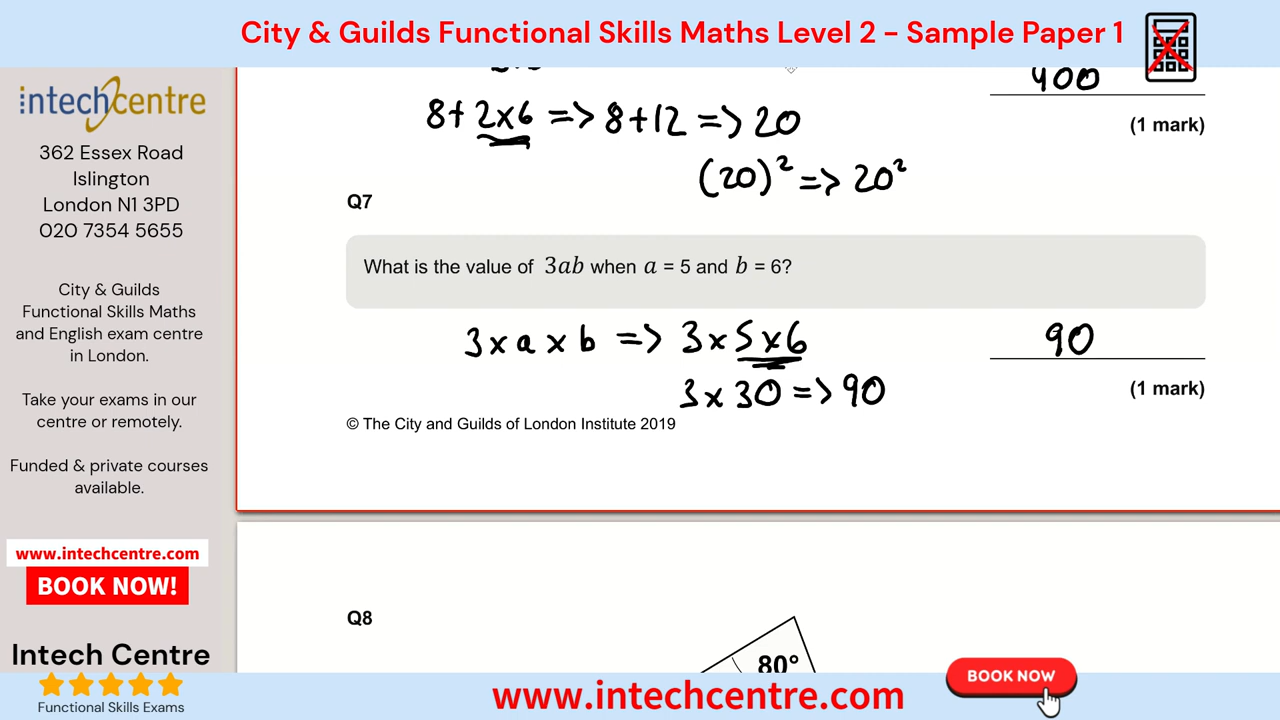 City & Guilds Functional Skills Maths Level 2 - Sample Paper 1
intechcentre
362 Essex Road
Islington
London N1 3PD
020 7354 5655
City & Guilds
Functional Skills Maths
and English exam centre
in London.
Take your exams in our
centre or remotely.
Funded & private courses
available.
www.intechcentre.com
BOOK NOW!
Intech Centre
Functional Skills Exams
400
(1 mark)
8+ 2×6 => 8+12 => 20
(20)² => 20²
Q7
What is the value of 3ab when a = 5 and b = 6?
3 × a × b => 3 × 5 × 6
90
3 × 30 => 90
(1 mark)
© The City and Guilds of London Institute 2019
Q8
80°
www.intechcentre.com
BOOK NOW